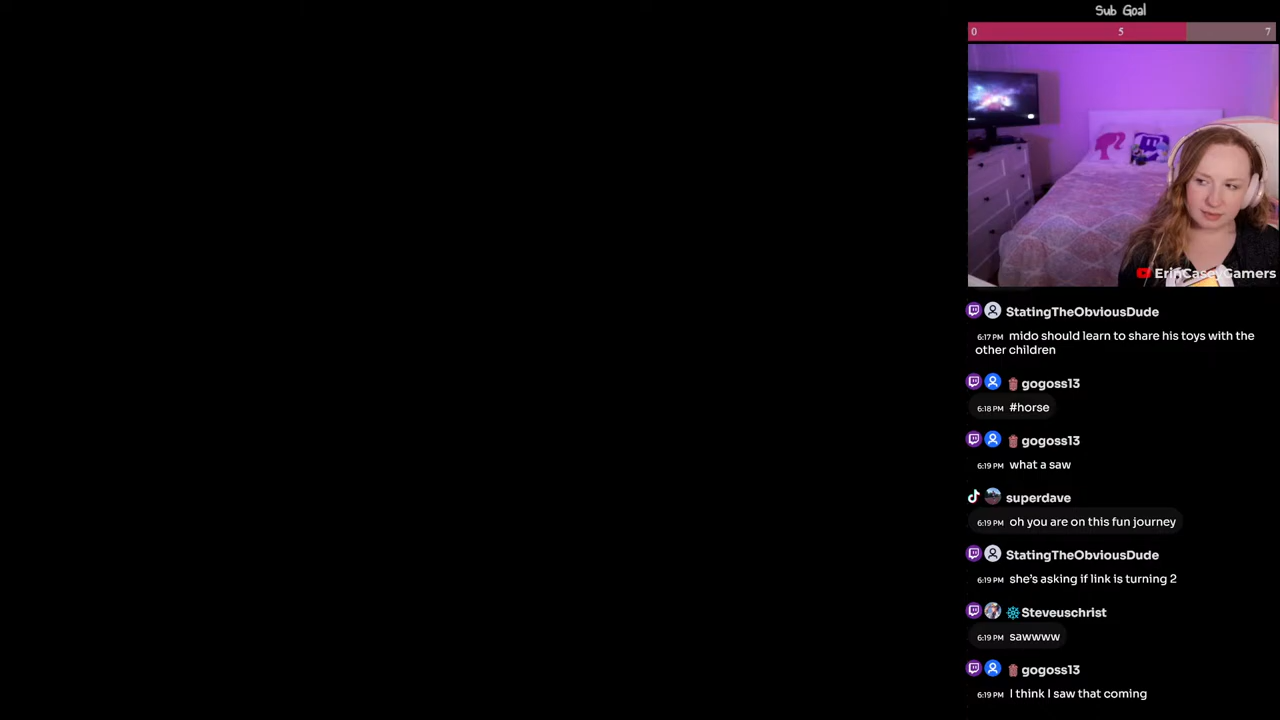 Sub Goal
0 5 7
ErinCaseyGamers
StatingTheObviousDude
6:17 PM mido should learn to share his toys with the
other children
gogoss13
6:18 PM #horse
gogoss13
6:19 PM what a saw
superdave
6:19 PM oh you are on this fun journey
StatingTheObviousDude
6:19 PM she's asking if link is turning 2
Steveuschrist
6:19 PM sawwww
gogoss13
6:19 PM I think I saw that coming